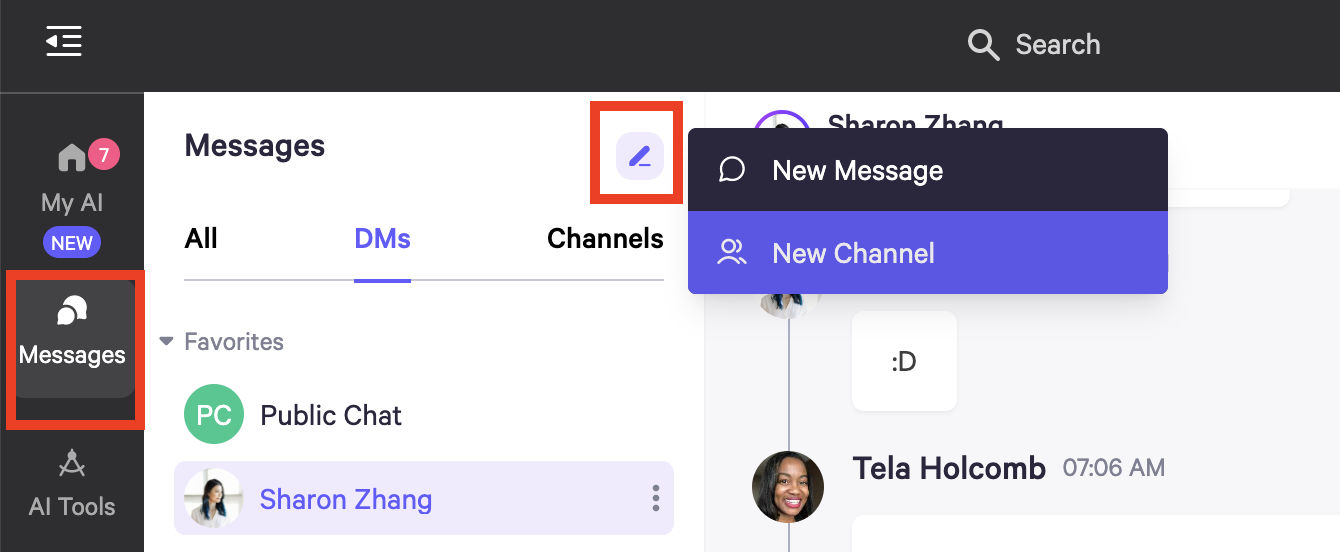 Search
7
My AI
NEW
Messages
AI Tools
Messages
All DMs Channels
Favorites
PC Public Chat
Sharon Zhang
Sharon Zhang
New Message
New Channel
:D
Tela Holcomb 07:06 AM